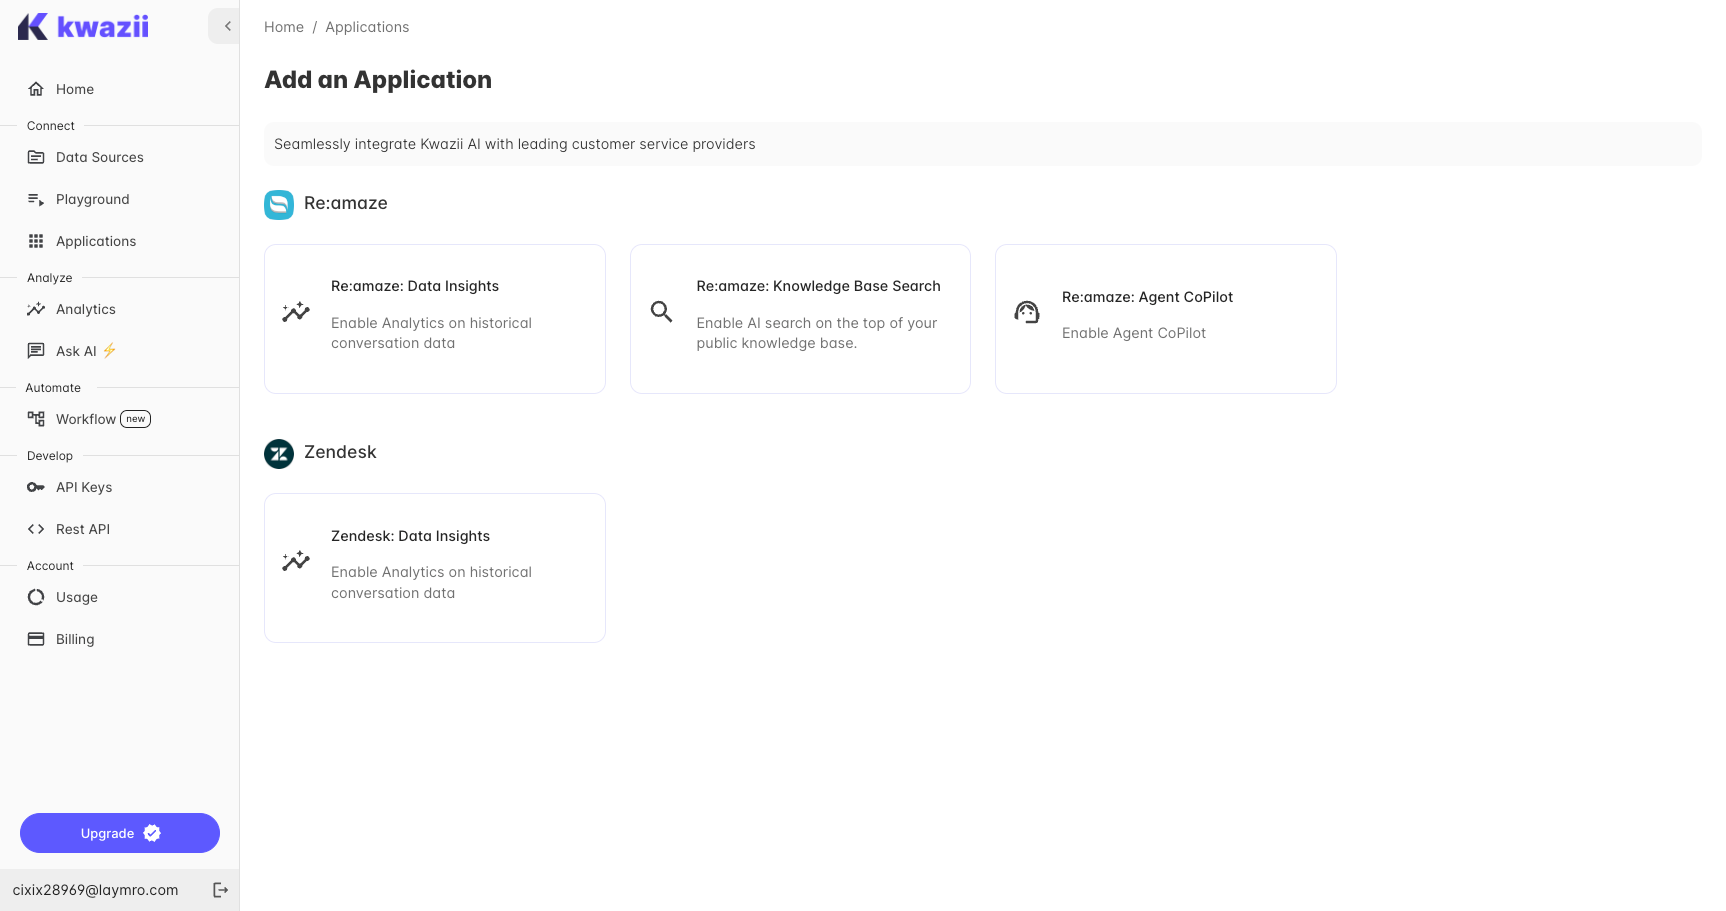 kwazii
Home
Connect
Data Sources
Playground
Applications
Analyze
Analytics
Ask AI ⚡
Automate
Workflow new
Develop
API Keys
Rest API
Account
Usage
Billing
Upgrade
cixix28969@laymro.com
Home / Applications
Add an Application
Seamlessly integrate Kwazii AI with leading customer service providers
Re:amaze
Re:amaze: Data Insights
Enable Analytics on historical
conversation data
Re:amaze: Knowledge Base Search
Enable AI search on the top of your
public knowledge base.
Re:amaze: Agent CoPilot
Enable Agent CoPilot
Zendesk
Zendesk: Data Insights
Enable Analytics on historical
conversation data